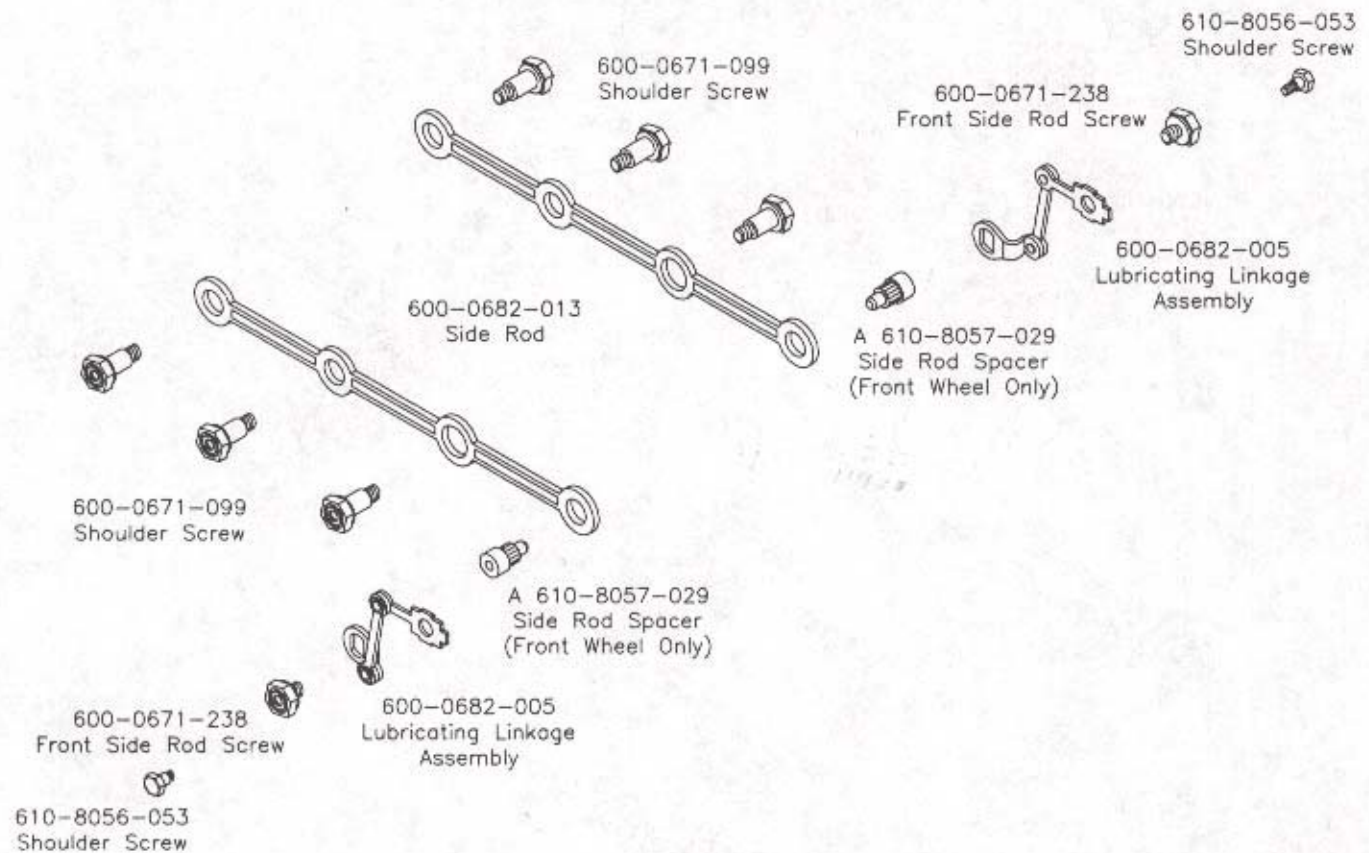 610-8056-053
Shoulder Screw
600-0671-099
Shoulder Screw
600-0671-238
Front Side Rod Screw
600-0682-005
Lubricating Linkage
Assembly
600-0682-013
Side Rod
A 610-8057-029
Side Rod Spacer
(Front Wheel Only)
600-0671-099
Shoulder Screw
A 610-8057-029
Side Rod Spacer
(Front Wheel Only)
600-0682-005
Lubricating Linkage
Assembly
600-0671-238
Front Side Rod Screw
610-8056-053
Shoulder Screw